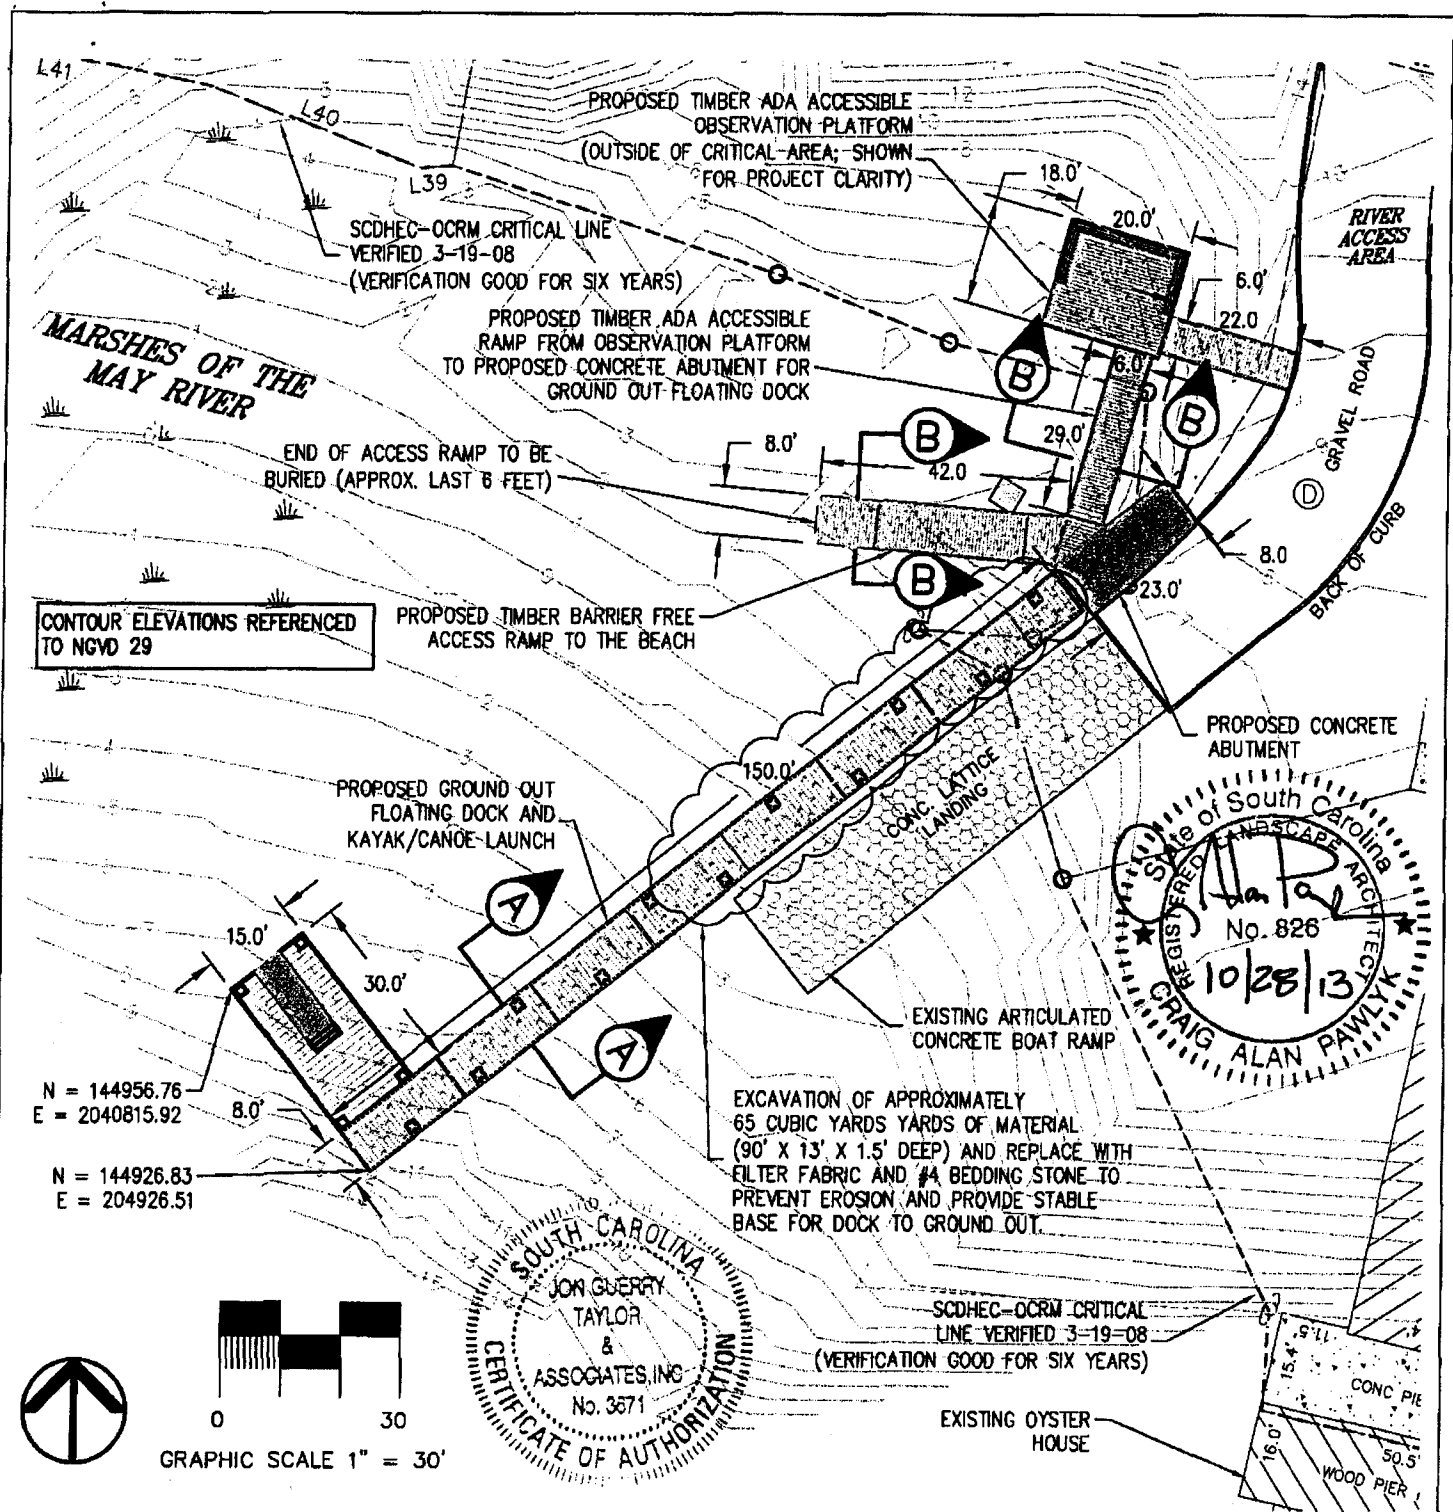 L41
L40
L39
PROPOSED TIMBER ADA ACCESSIBLE
OBSERVATION PLATFORM
(OUTSIDE OF CRITICAL AREA; SHOWN
FOR PROJECT CLARITY)
12
18.0'
20.0'
RIVER
ACCESS
AREA
SCDHEC-OCRM CRITICAL LINE
VERIFIED 3-19-08
(VERIFICATION GOOD FOR SIX YEARS)
6.0'
22.0
MARSHES OF THE
MAY RIVER
PROPOSED TIMBER ADA ACCESSIBLE
RAMP FROM OBSERVATION PLATFORM
TO PROPOSED CONCRETE ABUTMENT FOR
GROUND OUT FLOATING DOCK
B
6.0'
B
GRAVEL ROAD
D
BACK OF CURB
END OF ACCESS RAMP TO BE
BURIED (APPROX. LAST 6 FEET)
8.0'
B
29.0'
42.0
8.0
B
23.0'
CONTOUR ELEVATIONS REFERENCED
TO NGVD 29
PROPOSED TIMBER BARRIER FREE
ACCESS RAMP TO THE BEACH
PROPOSED CONCRETE
ABUTMENT
150.0'
CONC. LATTICE
LANDING
PROPOSED GROUND OUT
FLOATING DOCK AND
KAYAK/CANOE LAUNCH
State of South Carolina
REGISTERED LANDSCAPE ARCHITECT
No. 826
10/28/13
CRAIG ALAN PAWLYK
A
15.0'
30.0'
A
EXISTING ARTICULATED
CONCRETE BOAT RAMP
N = 144956.76
E = 2040815.92
8.0'
EXCAVATION OF APPROXIMATELY
65 CUBIC YARDS YARDS OF MATERIAL
(90' X 13' X 1.5' DEEP) AND REPLACE WITH
FILTER FABRIC AND #4 BEDDING STONE TO
PREVENT EROSION AND PROVIDE STABLE
BASE FOR DOCK TO GROUND OUT.
N = 144926.83
E = 204926.51
SOUTH CAROLINA
JON GUERRY
TAYLOR
&
ASSOCIATES, INC
No. 3671
CERTIFICATE OF AUTHORIZATION
SCDHEC-OCRM CRITICAL
LINE VERIFIED 3-19-08
(VERIFICATION GOOD FOR SIX YEARS)
11.5'
15.4'
CONC PIE
0 30
GRAPHIC SCALE 1" = 30'
EXISTING OYSTER
HOUSE
16.0'
50.5'
WOOD PIER